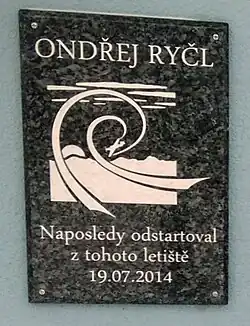 ONDŘEJ RYČL
Naposledy odstartoval
z tohoto letiště
19.07.2014